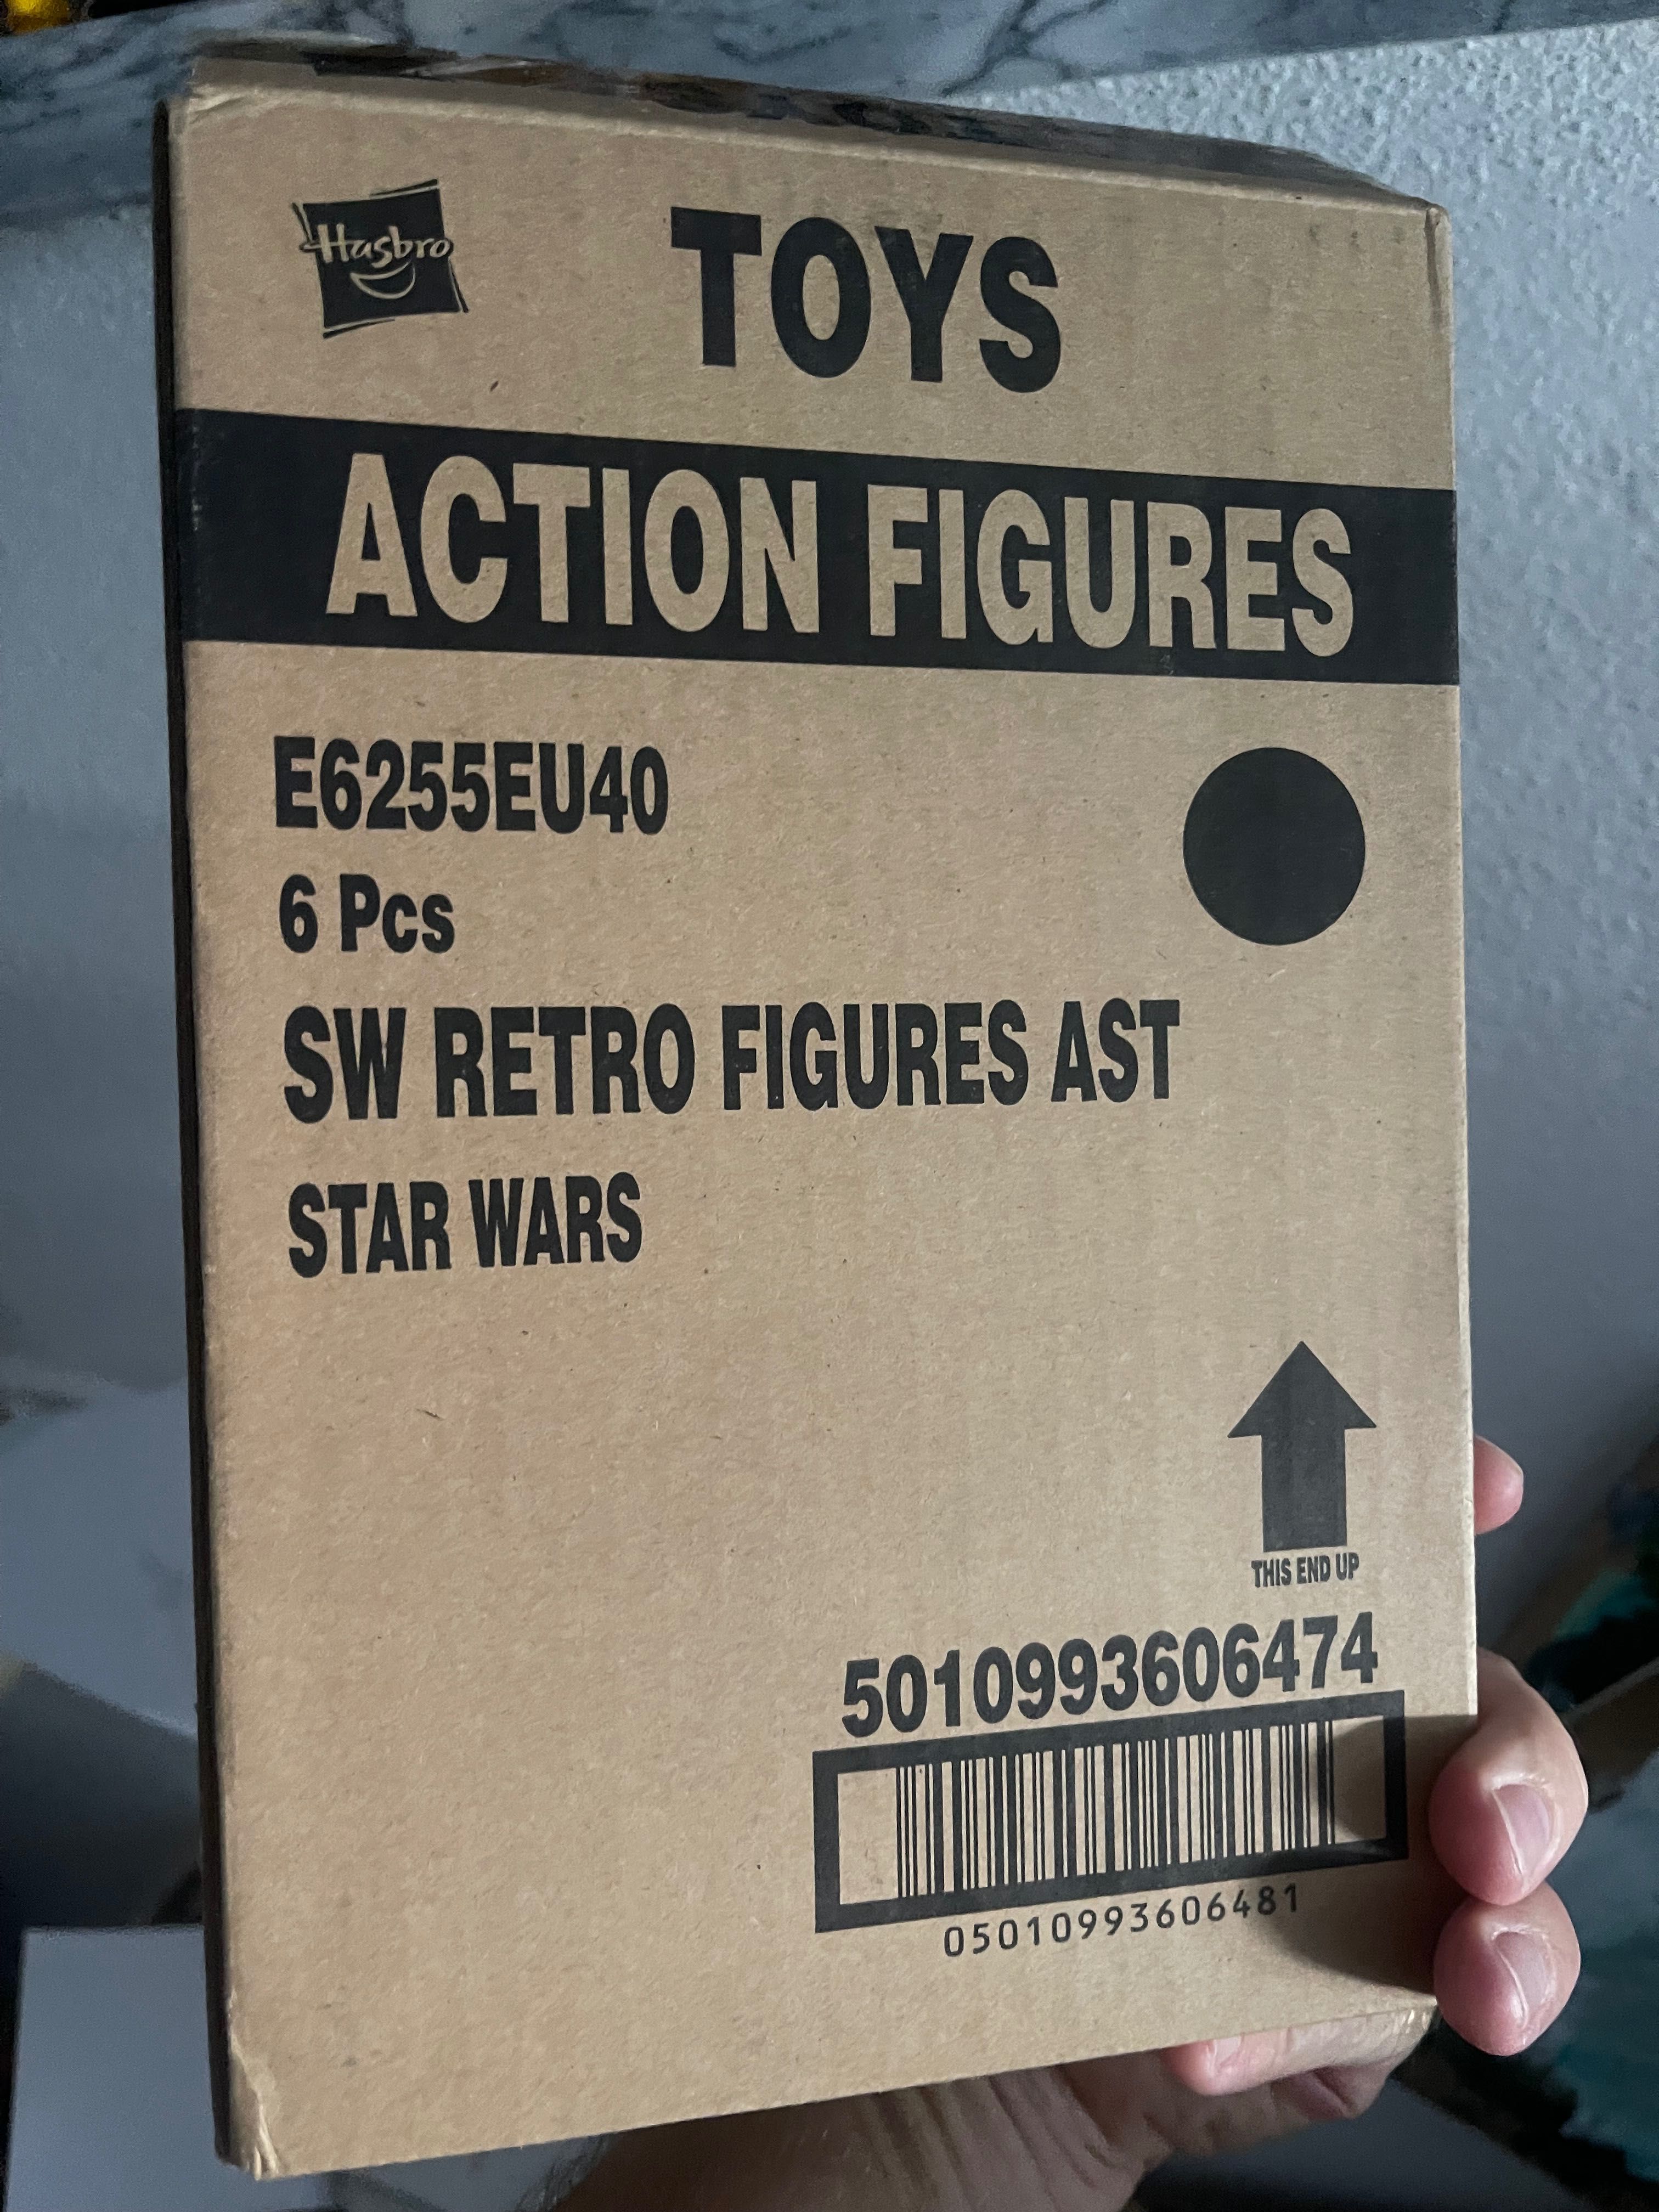 Hasbro
TOYS
ACTION FIGURES
E6255EU40
6 Pcs
SW RETRO FIGURES AST
STAR WARS
THIS END UP
5010993606474
05010993606481